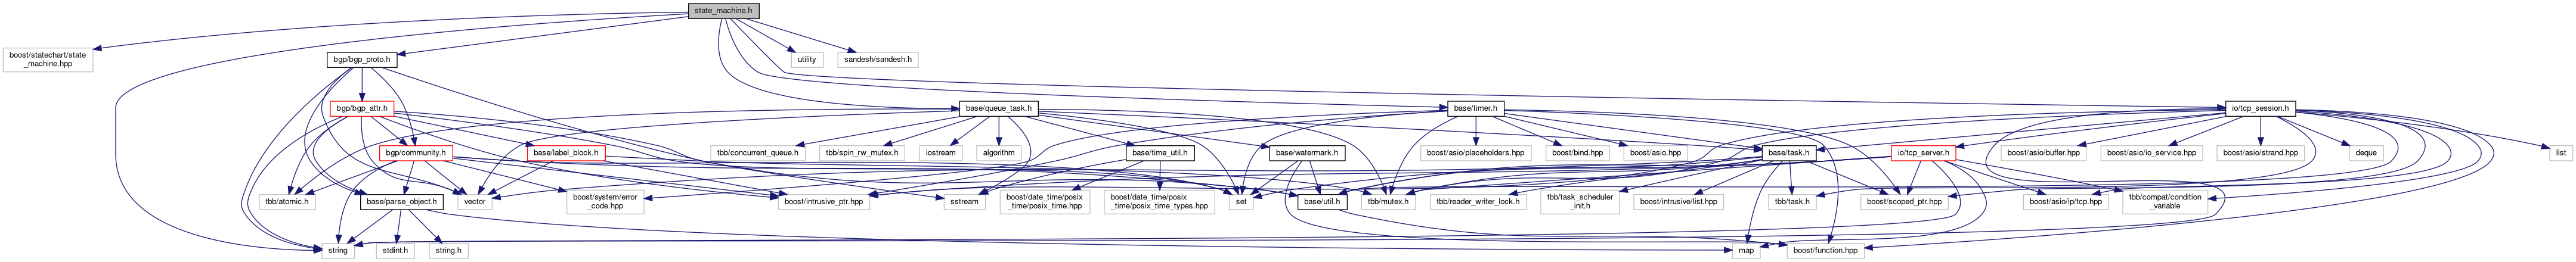 state_machine.h
boost/statechart/state
_machine.hpp
bgp/bgp_proto.h
utility
sandesh/sandesh.h
bgp/bgp_attr.h
base/queue_task.h
base/timer.h
io/tcp_session.h
bgp/community.h
base/label_block.h
tbb/concurrent_queue.h
tbb/spin_rw_mutex.h
iostream
algorithm
base/time_util.h
base/watermark.h
boost/asio/placeholders.hpp
boost/bind.hpp
boost/asio.hpp
base/task.h
io/tcp_server.h
boost/asio/buffer.hpp
boost/asio/io_service.hpp
boost/asio/strand.hpp
deque
list
tbb/atomic.h
base/parse_object.h
vector
boost/system/error
_code.hpp
boost/intrusive_ptr.hpp
sstream
boost/date_time/posix
_time/posix_time.hpp
boost/date_time/posix
_time/posix_time_types.hpp
set
base/util.h
tbb/mutex.h
tbb/reader_writer_lock.h
tbb/task_scheduler
_init.h
boost/intrusive/list.hpp
tbb/task.h
boost/scoped_ptr.hpp
boost/asio/ip/tcp.hpp
tbb/compat/condition
_variable
string
stdint.h
string.h
map
boost/function.hpp